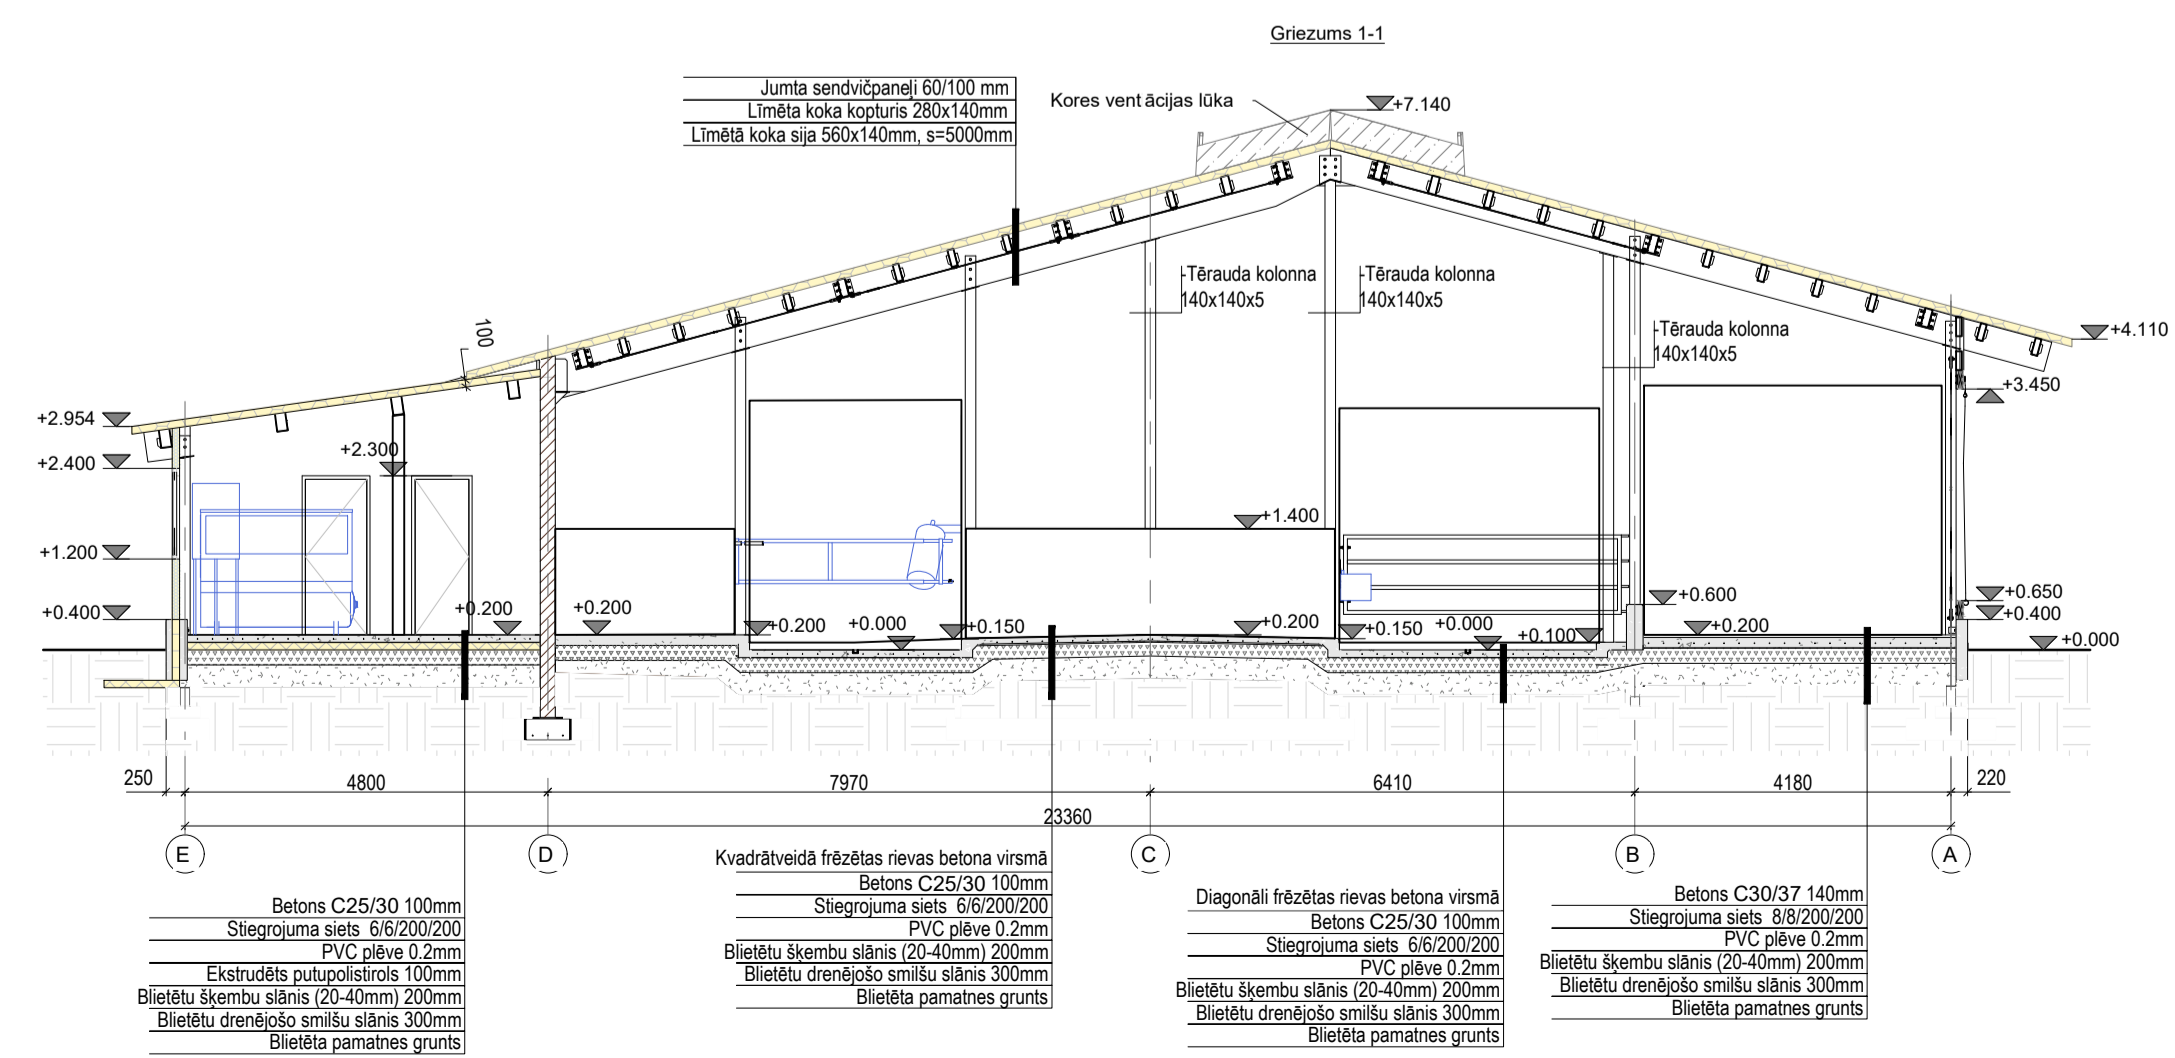 Griezums 1-1
Jumta sendvičpaneļi 60/100 mm
Līmēta koka kopturis 280x140mm
Līmētā koka sija 560x140mm, s=5000mm
Kores vent ācijas lūka
+7.140
-Tērauda kolonna
140x140x5
-Tērauda kolonna
140x140x5
-Tērauda kolonna
140x140x5
+4.110
+3.450
100
+2.954
+2.400
+2.300
+1.200
+0.400
+0.200
+0.200
+0.200
+0.000
+0.150
+1.400
+0.200
+0.150
+0.000
+0.100
+0.600
+0.200
+0.650
+0.400
+0.000
250
4800
7970
6410
4180
220
23360
E
D
C
B
A
Betons C25/30 100mm
Stiegrojuma siets 6/6/200/200
PVC plēve 0.2mm
Ekstrudēts putupolistirols 100mm
Blietētu šķembu slānis (20-40mm) 200mm
Blietētu drenējošo smilšu slānis 300mm
Blietēta pamatnes grunts
Kvadrātveidā frēzētas rievas betona virsmā
Betons C25/30 100mm
Stiegrojuma siets 6/6/200/200
PVC plēve 0.2mm
Blietētu šķembu slānis (20-40mm) 200mm
Blietētu drenējošo smilšu slānis 300mm
Blietēta pamatnes grunts
Diagonāli frēzētas rievas betona virsmā
Betons C25/30 100mm
Stiegrojuma siets 6/6/200/200
PVC plēve 0.2mm
Blietētu šķembu slānis (20-40mm) 200mm
Blietētu drenējošo smilšu slānis 300mm
Blietēta pamatnes grunts
Betons C30/37 140mm
Stiegrojuma siets 8/8/200/200
PVC plēve 0.2mm
Blietētu šķembu slānis (20-40mm) 200mm
Blietētu drenējošo smilšu slānis 300mm
Blietēta pamatnes grunts